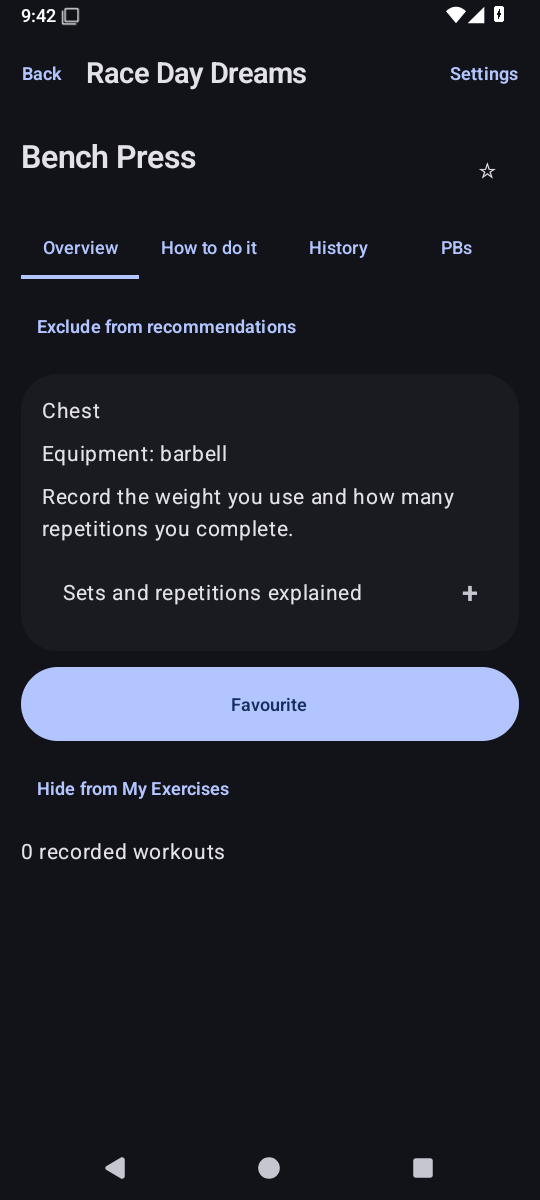 9:42
Back Race Day Dreams Settings
Bench Press
Overview How to do it History PBs
Exclude from recommendations
Chest
Equipment: barbell
Record the weight you use and how many
repetitions you complete.
Sets and repetitions explained +
Favourite
Hide from My Exercises
0 recorded workouts